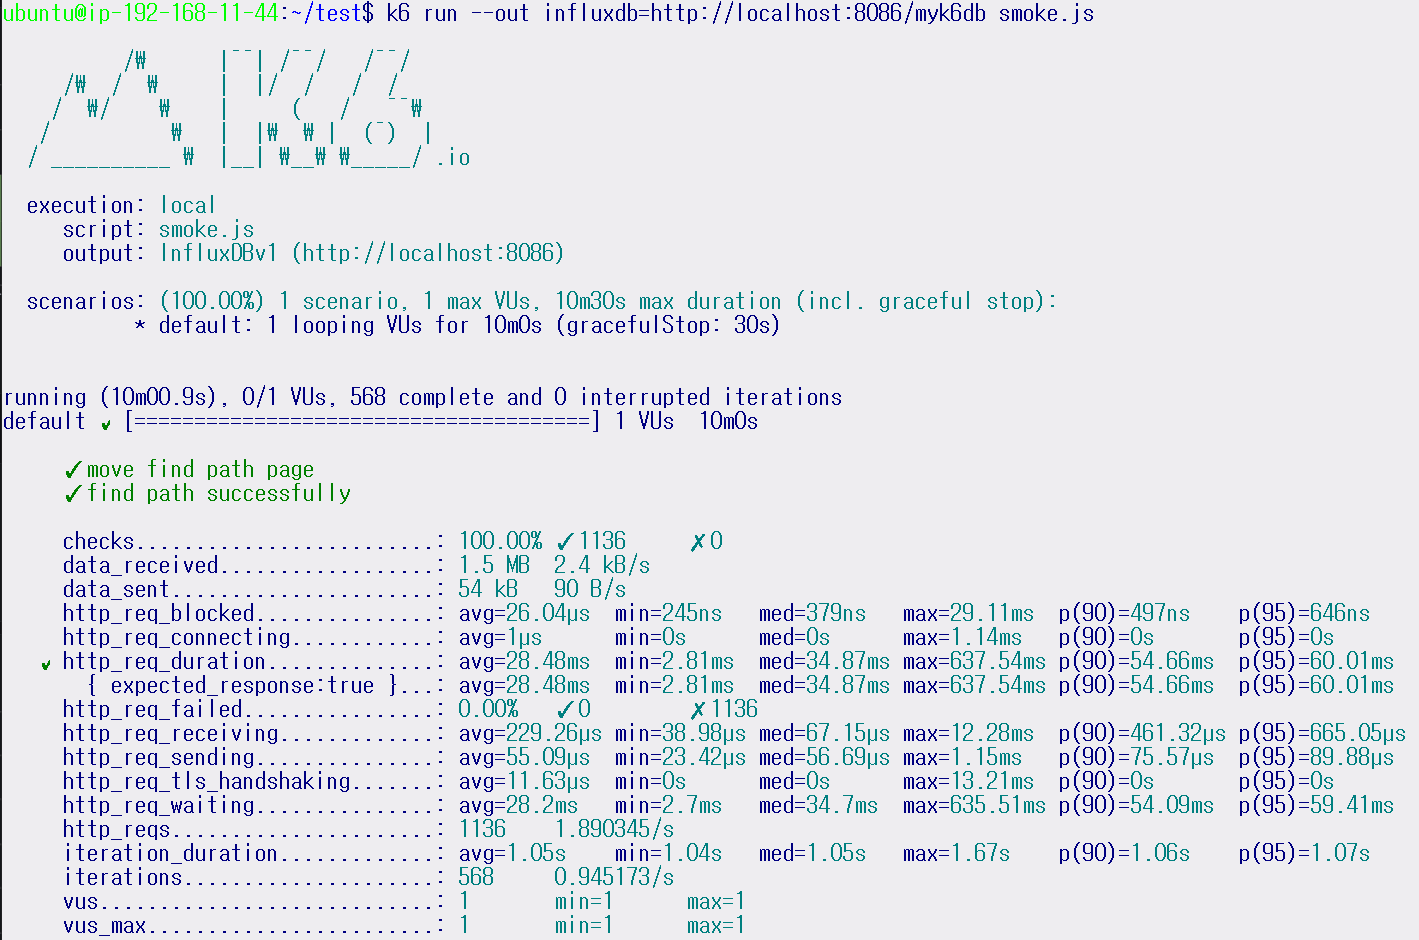 ubuntu@ip-192-168-11-44:~/test$ k6 run --out influxdb=http://localhost:8086/myk6db smoke.js
          /₩      |‾‾| /‾‾/   /‾‾/
     /₩  /  ₩     |  |/  /   /  /
    /  ₩/    ₩    |     (   /   ‾‾₩
   /          ₩   |  |₩  ₩ |  (‾)  |
  / __________ ₩  |__| ₩__₩ ₩_____/ .io
  execution: local
     script: smoke.js
     output: InfluxDBv1 (http://localhost:8086)
  scenarios: (100.00%) 1 scenario, 1 max VUs, 10m30s max duration (incl. graceful stop):
           * default: 1 looping VUs for 10m0s (gracefulStop: 30s)
running (10m00.9s), 0/1 VUs, 568 complete and 0 interrupted iterations
default ✓ [======================================] 1 VUs  10m0s
     ✓ move find path page
     ✓ find path successfully
     checks.........................: 100.00% ✓ 1136     ✗ 0
     data_received..................: 1.5 MB  2.4 kB/s
     data_sent......................: 54 kB   90 B/s
     http_req_blocked...............: avg=26.04µs  min=245ns   med=379ns   max=29.11ms  p(90)=497ns    p(95)=646ns
     http_req_connecting............: avg=1µs      min=0s      med=0s      max=1.14ms   p(90)=0s       p(95)=0s
   ✓ http_req_duration..............: avg=28.48ms  min=2.81ms  med=34.87ms max=637.54ms p(90)=54.66ms  p(95)=60.01ms
       { expected_response:true }...: avg=28.48ms  min=2.81ms  med=34.87ms max=637.54ms p(90)=54.66ms  p(95)=60.01ms
     http_req_failed................: 0.00%   ✓ 0        ✗ 1136
     http_req_receiving.............: avg=229.26µs min=38.98µs med=67.15µs max=12.28ms  p(90)=461.32µs p(95)=665.05µs
     http_req_sending...............: avg=55.09µs  min=23.42µs med=56.69µs max=1.15ms   p(90)=75.57µs  p(95)=89.88µs
     http_req_tls_handshaking.......: avg=11.63µs  min=0s      med=0s      max=13.21ms  p(90)=0s       p(95)=0s
     http_req_waiting...............: avg=28.2ms   min=2.7ms   med=34.7ms  max=635.51ms p(90)=54.09ms  p(95)=59.41ms
     http_reqs......................: 1136    1.890345/s
     iteration_duration.............: avg=1.05s    min=1.04s   med=1.05s   max=1.67s    p(90)=1.06s    p(95)=1.07s
     iterations.....................: 568     0.945173/s
     vus............................: 1       min=1      max=1
     vus_max........................: 1       min=1      max=1